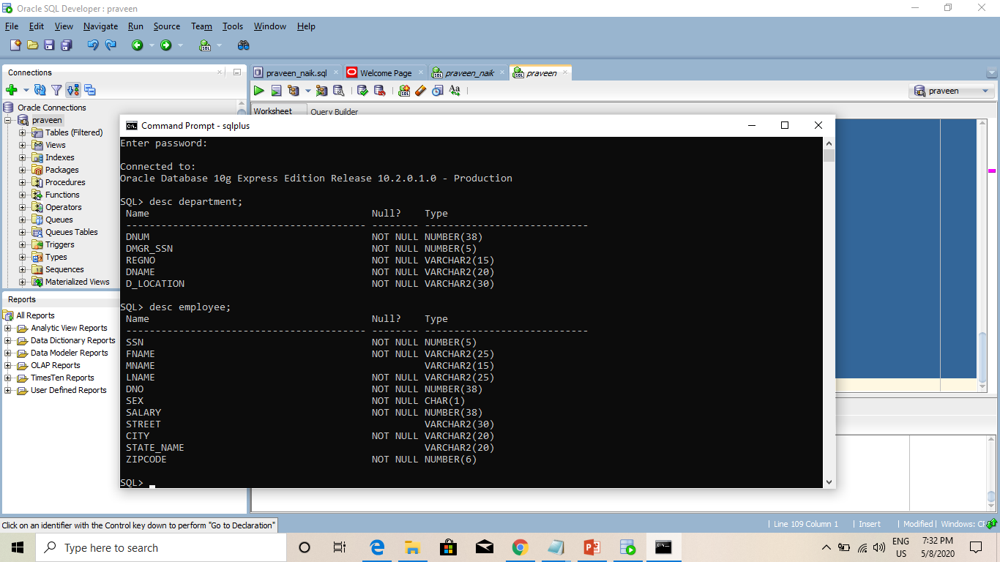 Oracle SQL Developer : praveen
File Edit View Navigate Run Source Team Tools Window Help
Connections
praveen_naik.sql Welcome Page praveen_naik praveen
praveen
Oracle Connections
praveen
Tables (Filtered)
Views
Indexes
Packages
Procedures
Functions
Operators
Queues
Queues Tables
Triggers
Types
Sequences
Materialized Views
Reports
All Reports
Analytic View Reports
Data Dictionary Reports
Data Modeler Reports
OLAP Reports
TimesTen Reports
User Defined Reports
Worksheet Query Builder
Command Prompt - sqlplus
Enter password:
Connected to:
Oracle Database 10g Express Edition Release 10.2.0.1.0 - Production
SQL> desc department;
Name Null? Type
----------------------------------------- -------- ----------------------------
DNUM NOT NULL NUMBER(38)
DMGR_SSN NOT NULL NUMBER(5)
REGNO NOT NULL VARCHAR2(15)
DNAME NOT NULL VARCHAR2(20)
D_LOCATION NOT NULL VARCHAR2(30)
SQL> desc employee;
Name Null? Type
----------------------------------------- -------- ----------------------------
SSN NOT NULL NUMBER(5)
FNAME NOT NULL VARCHAR2(25)
MNAME VARCHAR2(15)
LNAME NOT NULL VARCHAR2(25)
DNO NOT NULL NUMBER(38)
SEX NOT NULL CHAR(1)
SALARY NOT NULL NUMBER(38)
STREET VARCHAR2(30)
CITY NOT NULL VARCHAR2(20)
STATE_NAME VARCHAR2(20)
ZIPCODE NOT NULL NUMBER(6)
SQL>
Click on an identifier with the Control key down to perform "Go to Declaration"
Line 109 Column 1 Insert Modified Windows:
Type here to search
ENG
US
7:32 PM
5/8/2020